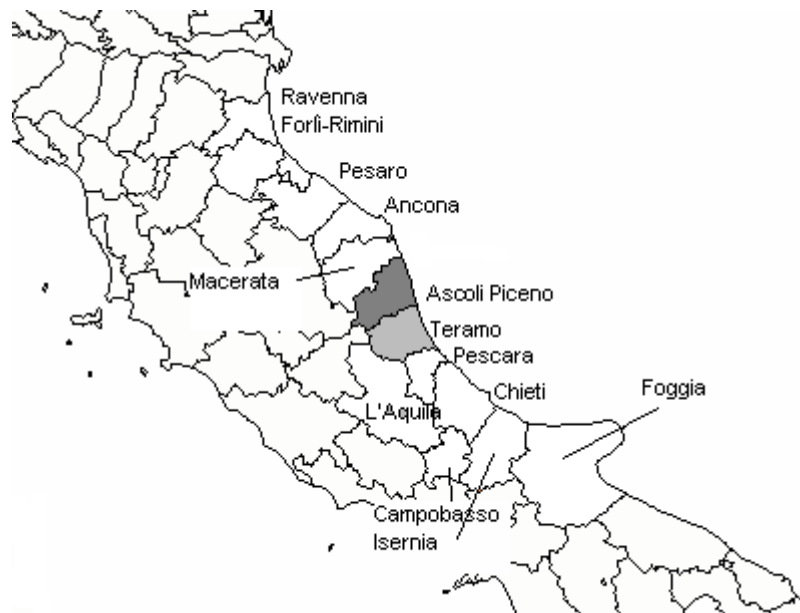 Ravenna
Forlì-Rimini
Pesaro
Ancona
Macerata
Ascoli Piceno
Teramo
Pescara
Chieti
Foggia
L'Aquila
Campobasso
Isernia